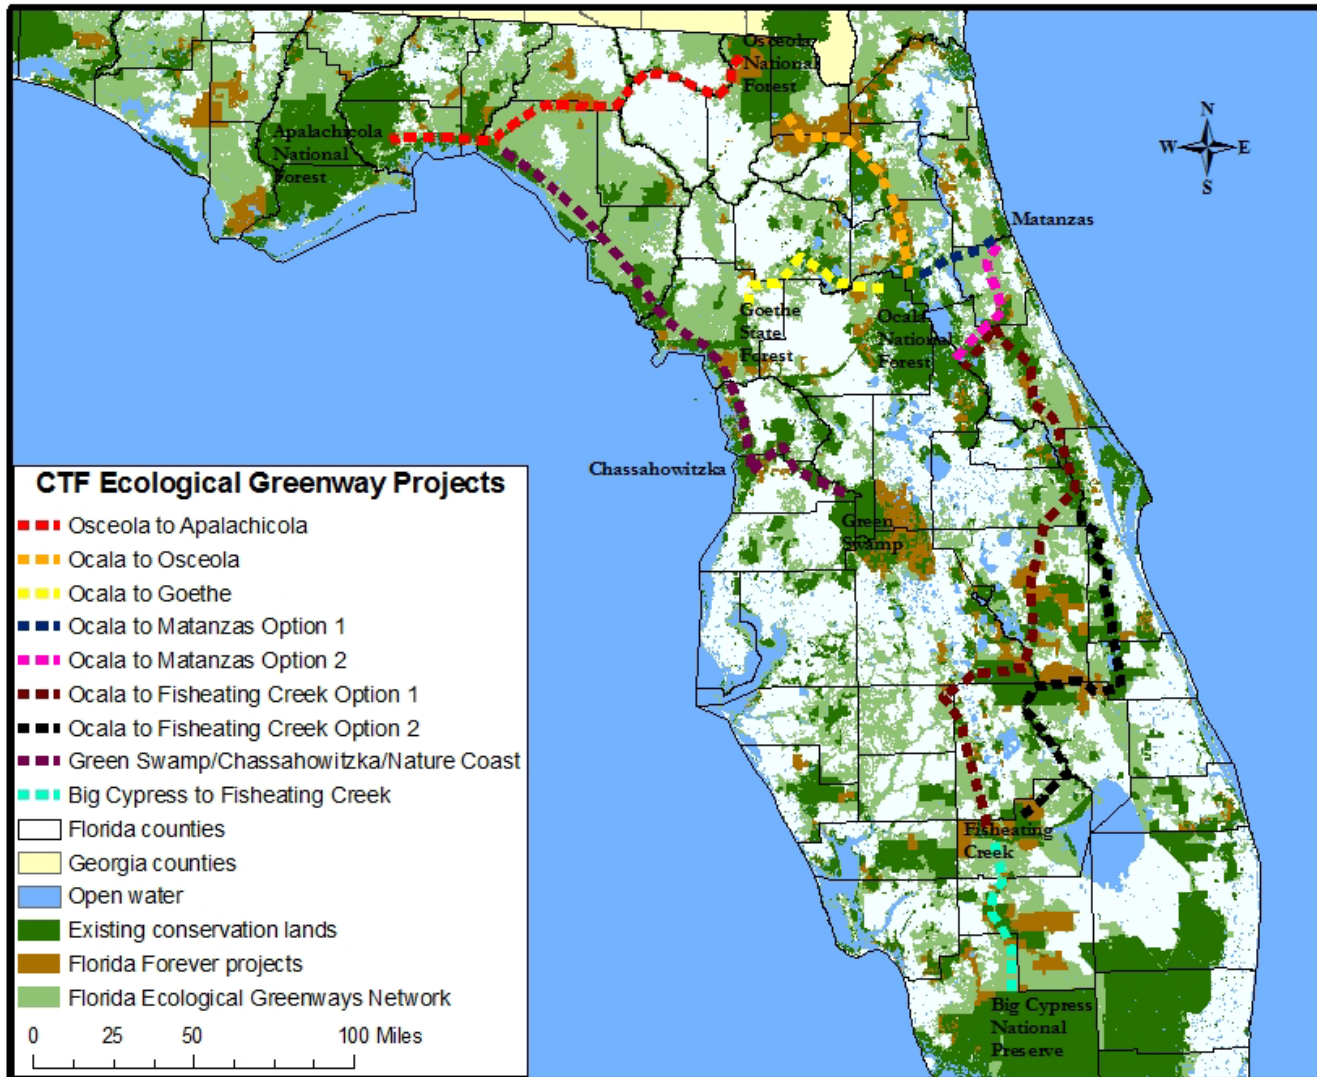 Osceola
National
Forest
Apalachicola
National
Forest
N
W E
S
Matanzas
Goethe
State
Forest
Ocala
National
Forest
Chassahowitzka
Green
Swamp
CTF Ecological Greenway Projects
Osceola to Apalachicola
Ocala to Osceola
Ocala to Goethe
Ocala to Matanzas Option 1
Ocala to Matanzas Option 2
Ocala to Fisheating Creek Option 1
Ocala to Fisheating Creek Option 2
Green Swamp/Chassahowitzka/Nature Coast
Big Cypress to Fisheating Creek
Florida counties
Georgia counties
Open water
Existing conservation lands
Florida Forever projects
Florida Ecological Greenways Network
0 25 50 100 Miles
Fisheating
Creek
Big Cypress
National
Preserve